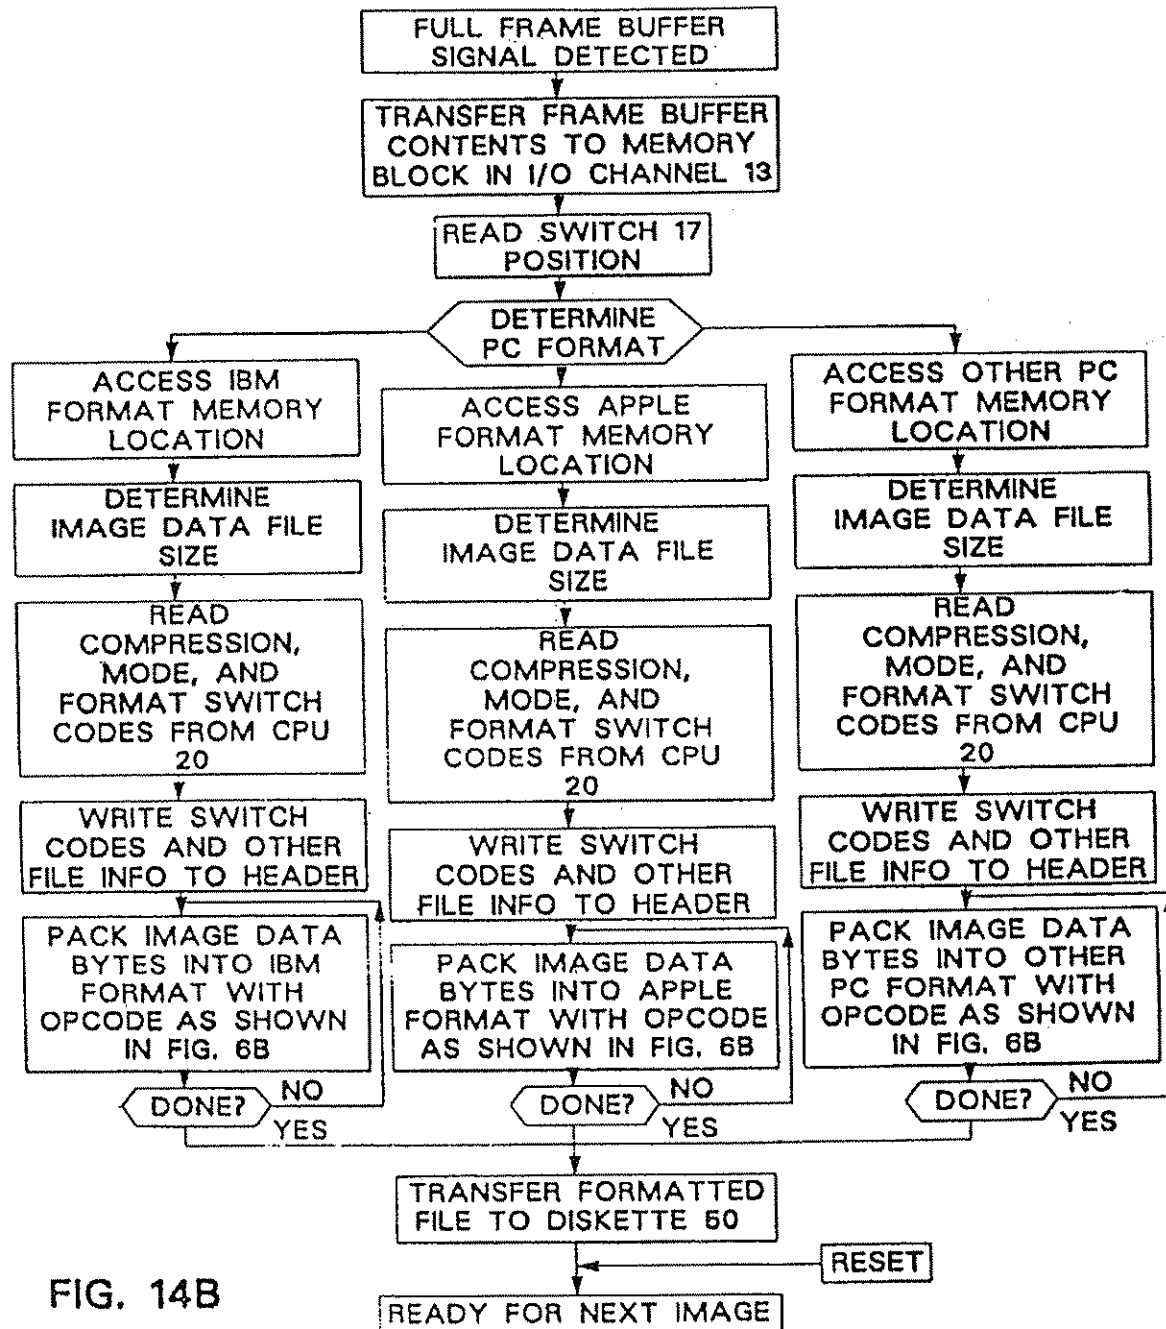 FULL FRAME BUFFER
SIGNAL DETECTED
TRANSFER FRAME BUFFER
CONTENTS TO MEMORY
BLOCK IN I/O CHANNEL 13
READ SWITCH 17
POSITION
DETERMINE
PC FORMAT
ACCESS IBM
FORMAT MEMORY
LOCATION
DETERMINE
IMAGE DATA FILE
SIZE
READ
COMPRESSION,
MODE, AND
FORMAT SWITCH
CODES FROM CPU
20
WRITE SWITCH
CODES AND OTHER
FILE INFO TO HEADER
PACK IMAGE DATA
BYTES INTO IBM
FORMAT WITH
OPCODE AS SHOWN
IN FIG. 6B
DONE?
NO
YES
ACCESS APPLE
FORMAT MEMORY
LOCATION
DETERMINE
IMAGE DATA FILE
SIZE
READ
COMPRESSION,
MODE, AND
FORMAT SWITCH
CODES FROM CPU
20
WRITE SWITCH
CODES AND OTHER
FILE INFO TO HEADER
PACK IMAGE DATA
BYTES INTO APPLE
FORMAT WITH OPCODE
AS SHOWN IN FIG. 6B
DONE?
NO
YES
ACCESS OTHER PC
FORMAT MEMORY
LOCATION
DETERMINE
IMAGE DATA FILE
SIZE
READ
COMPRESSION,
MODE, AND
FORMAT SWITCH
CODES FROM CPU
20
WRITE SWITCH
CODES AND OTHER
FILE INFO TO HEADER
PACK IMAGE DATA
BYTES INTO OTHER
PC FORMAT WITH
OPCODE AS SHOWN
IN FIG. 6B
DONE?
NO
YES
TRANSFER FORMATTED
FILE TO DISKETTE 50
RESET
READY FOR NEXT IMAGE
FIG. 14B